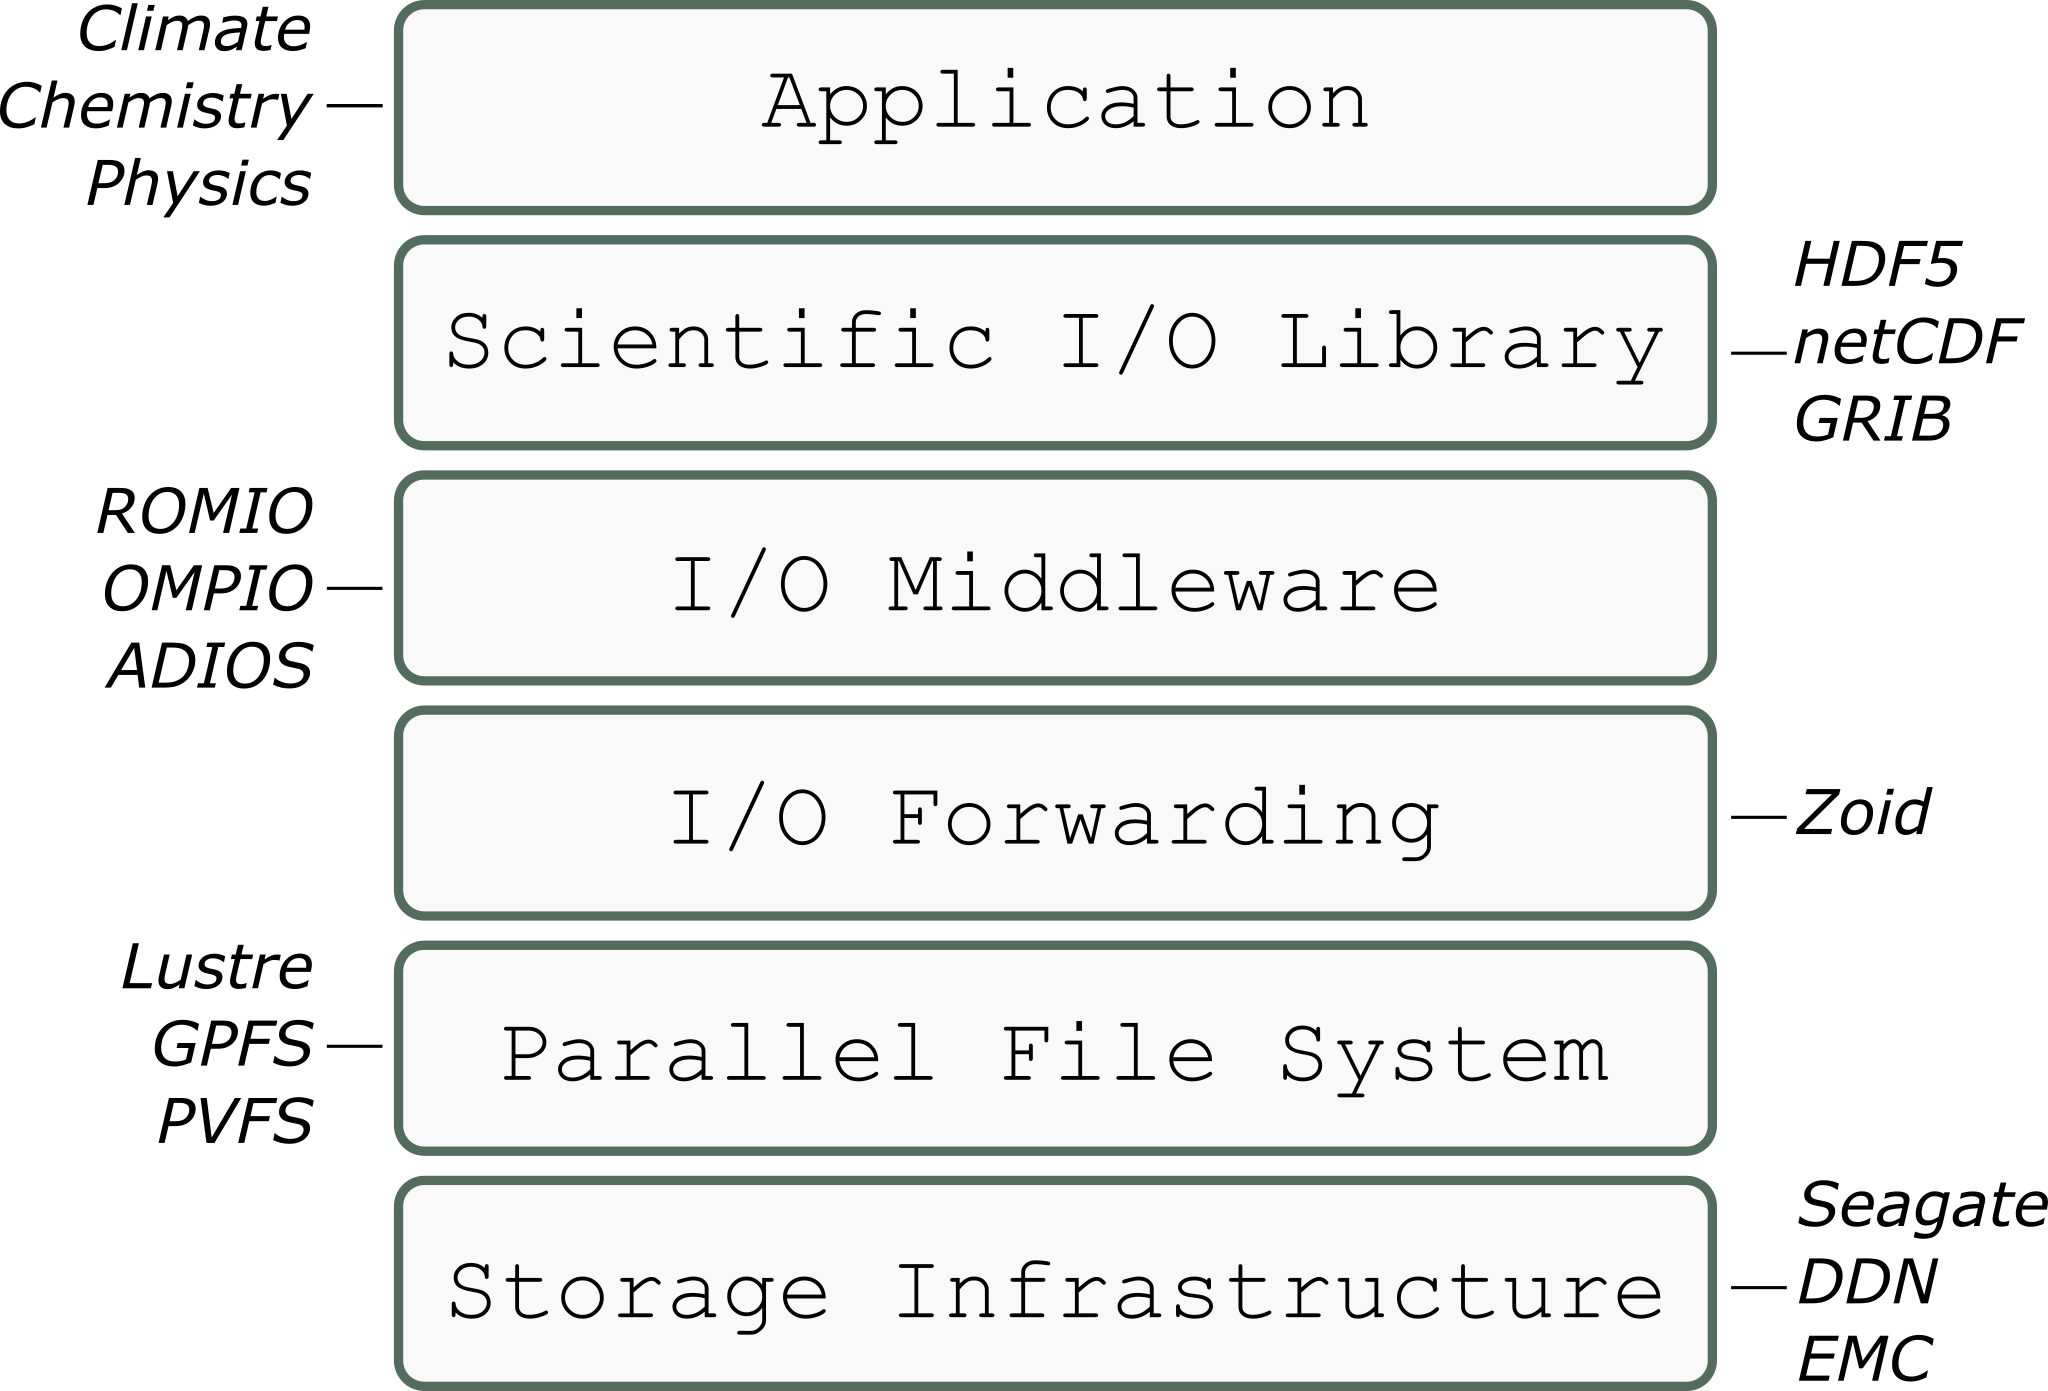 Climate
Chemistry
Physics
Application
Scientific I/O Library
HDF5
netCDF
GRIB
ROMIO
OMPIO
ADIOS
I/O Middleware
I/O Forwarding
Zoid
Lustre
GPFS
PVFS
Parallel File System
Storage Infrastructure
Seagate
DDN
EMC